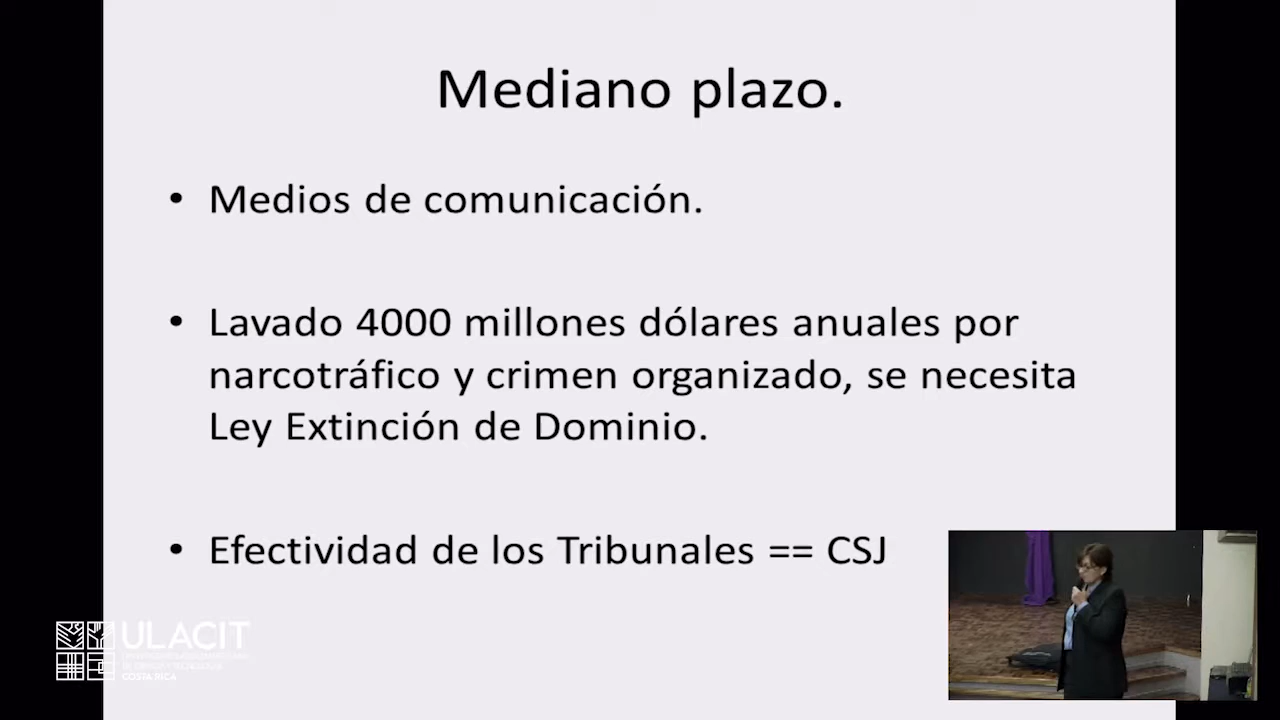 Mediano plazo.
• Medios de comunicación.
• Lavado 4000 millones dólares anuales por
narcotráfico y crimen organizado, se necesita
Ley Extinción de Dominio.
• Efectividad de los Tribunales == CSJ
ULACIT
COSTA RICA